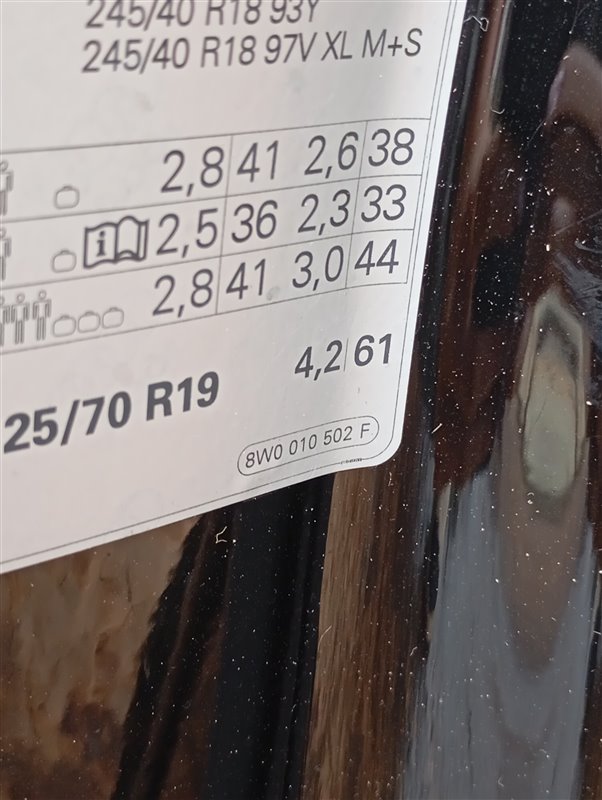 245/40 R18 93Y
245/40 R18 97V XL M+S
2,8 41 2,6 38
i 2,5 36 2,3 33
2,8 41 3,0 44
25/70 R19 4,2 61
8W0 010 502 F